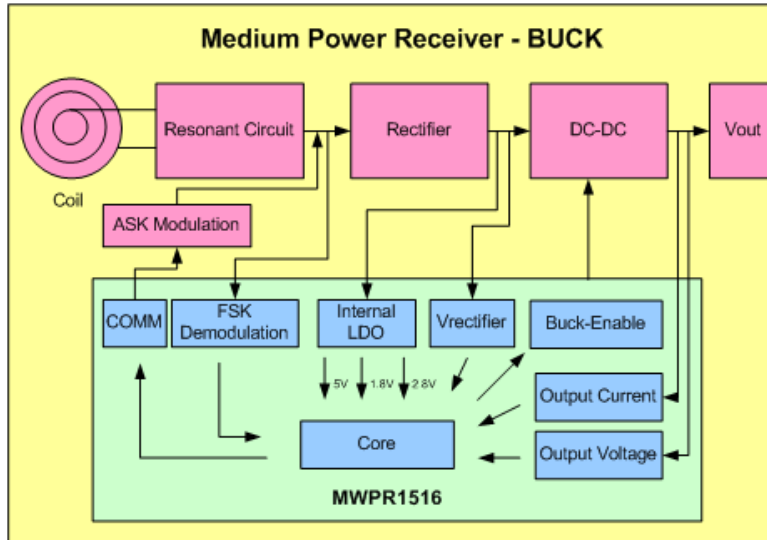 Medium Power Receiver - BUCK
Resonant Circuit
Rectifier
DC-DC
Vout
Coil
ASK Modulation
COMM
FSK
Demodulation
Internal
LDO
Vrectifier
Buck-Enable
5V
1.8V
2.8V
Output Current
Core
Output Voltage
MWPR1516